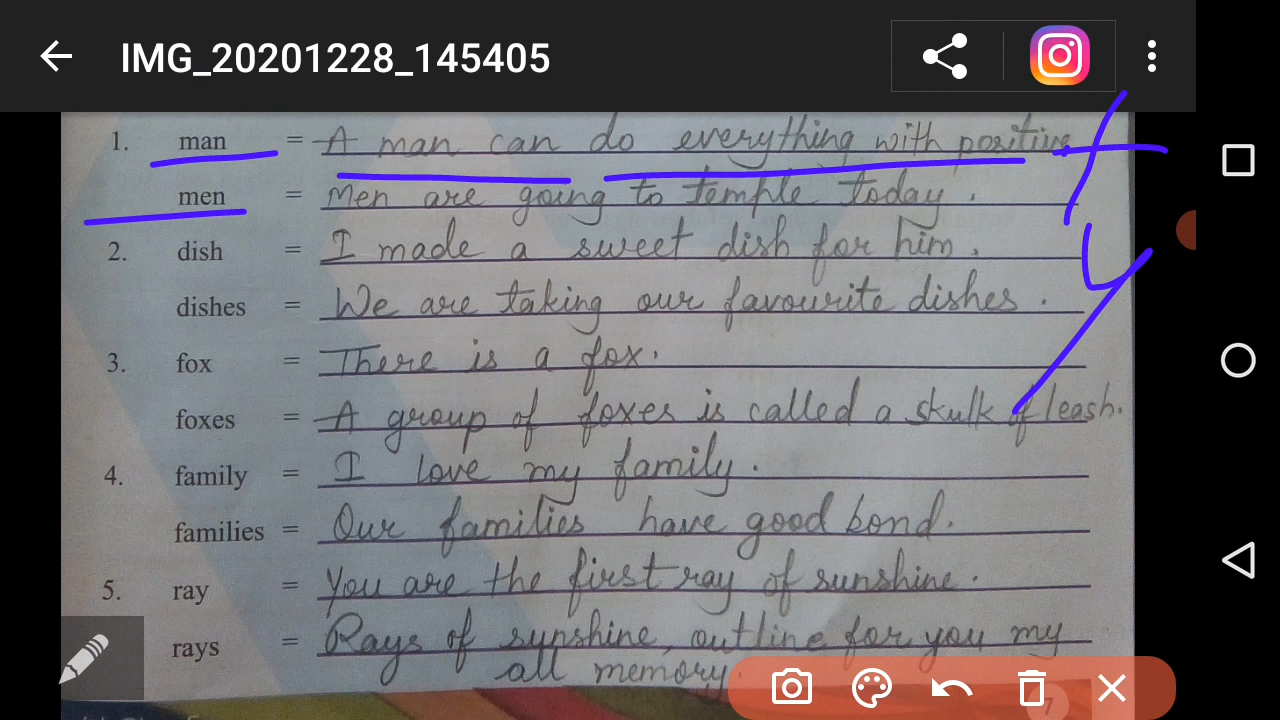 IMG_20201228_145405
1. man = A man can do everything with positive
men = Men are going to temple today.
2. dish = I made a sweet dish for him.
dishes = We are taking our favourite dishes.
3. fox = There is a fox.
foxes = A group of foxes is called a skulk of leash.
4. family = I love my family.
families = Our families have good bond.
5. ray = You are the first ray of sunshine.
rays = Rays of sunshine, outline for you my
all memory.
7